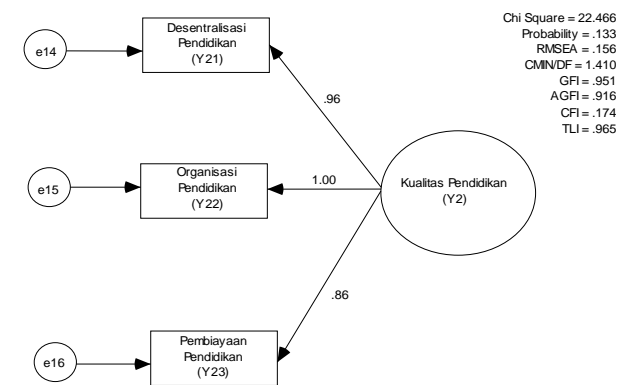 Desentralisasi
Pendidikan
(Y21)
e14
Chi Square = 22.466
Probability = .133
RMSEA = .156
CMIN/DF = 1.410
GFI = .951
AGFI = .916
CFI = .174
TLI = .965
.96
Organisasi
Pendidikan
(Y22)
e15
1.00
Kualitas Pendidikan
(Y2)
.86
Pembiayaan
Pendidikan
(Y23)
e16